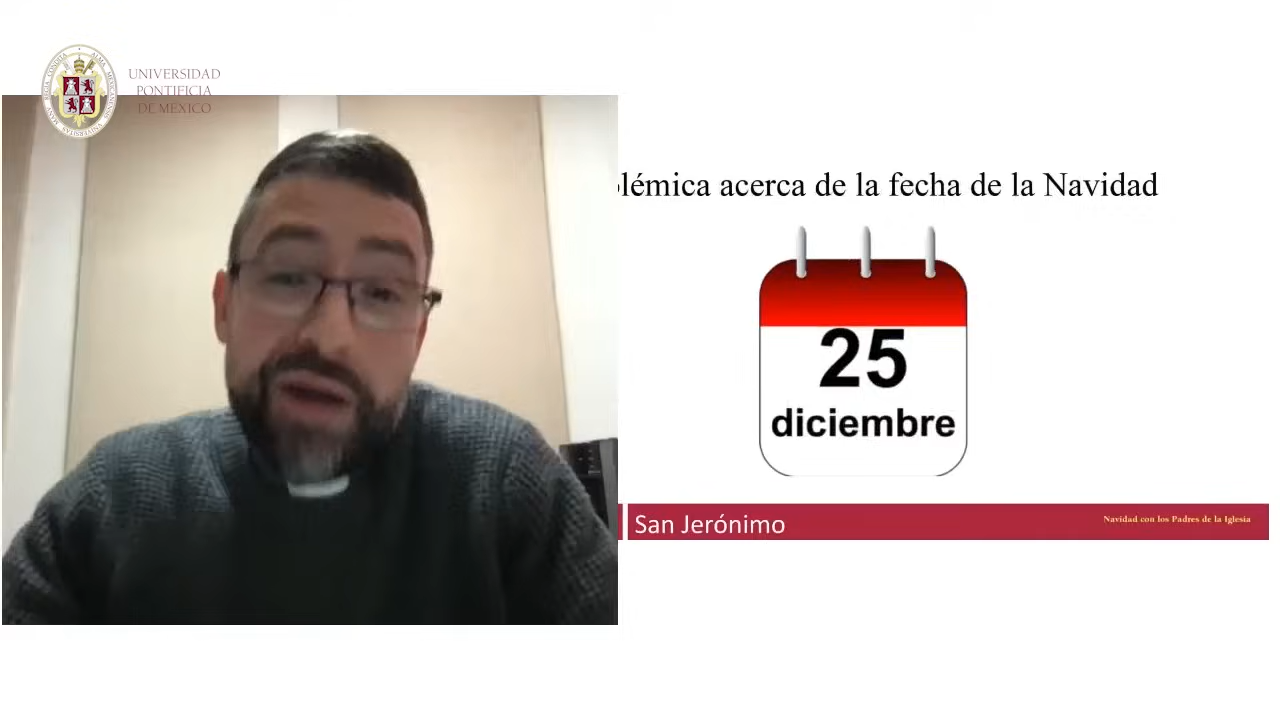 UNIVERSIDAD
PONTIFICIA
DE MÉXICO
lémica acerca de la fecha de la Navidad
25
diciembre
San Jerónimo
Navidad con los Padres de la Iglesia